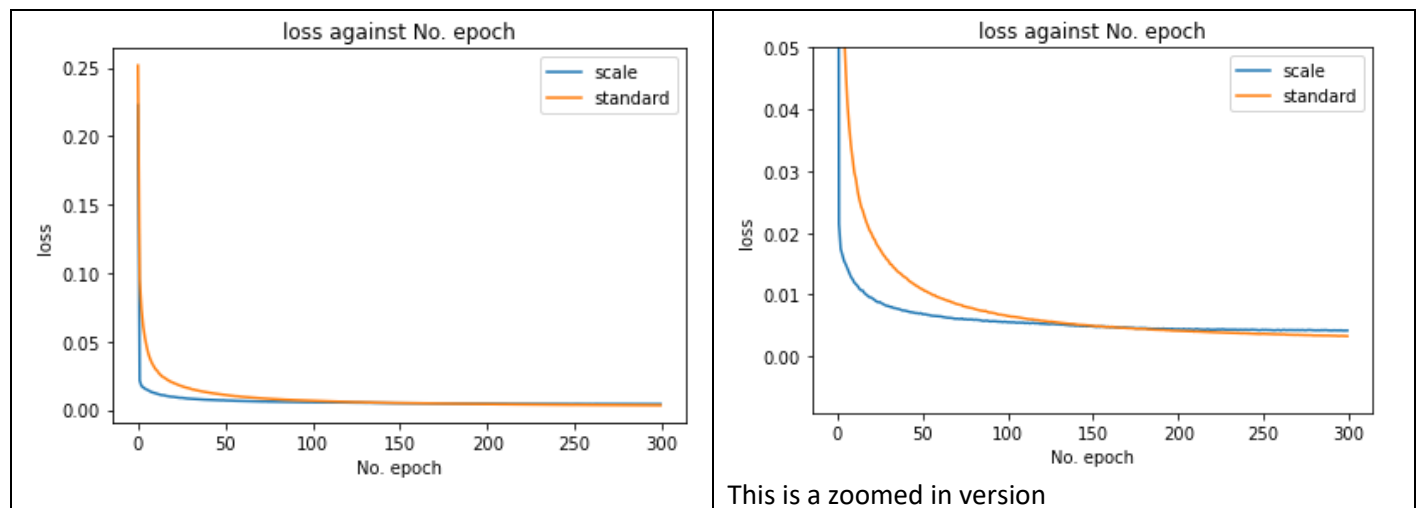 loss against No. epoch
scale
standard
0.25
0.20
0.15
0.10
0.05
0.00
loss
0 50 100 150 200 250 300
No. epoch
loss against No. epoch
scale
standard
0.05
0.04
0.03
0.02
0.01
0.00
loss
0 50 100 150 200 250 300
No. epoch
This is a zoomed in version